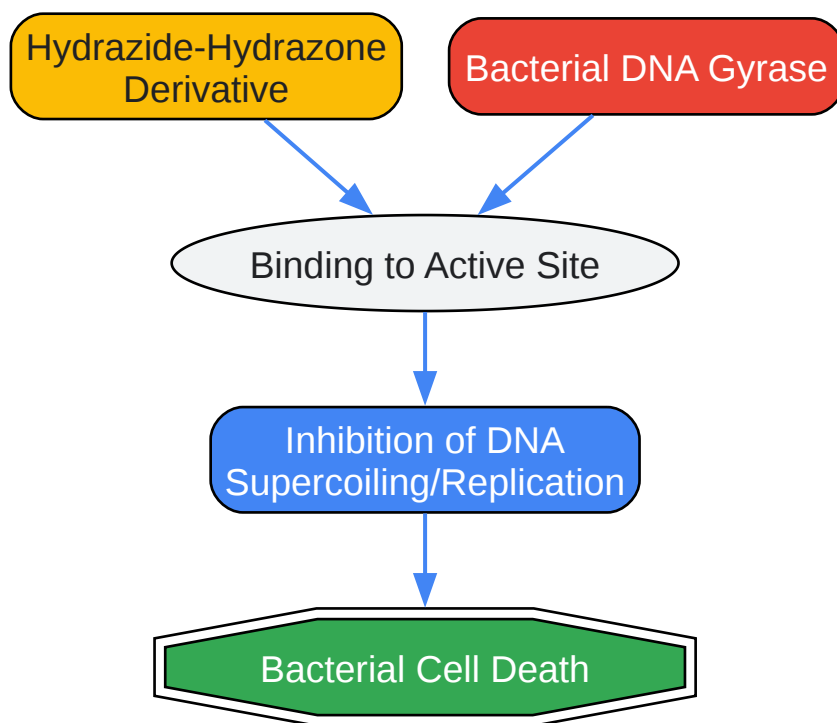 Hydrazide-Hydrazone
Derivative
Bacterial DNA Gyrase
Binding to Active Site
Inhibition of DNA
Supercoiling/Replication
Bacterial Cell Death